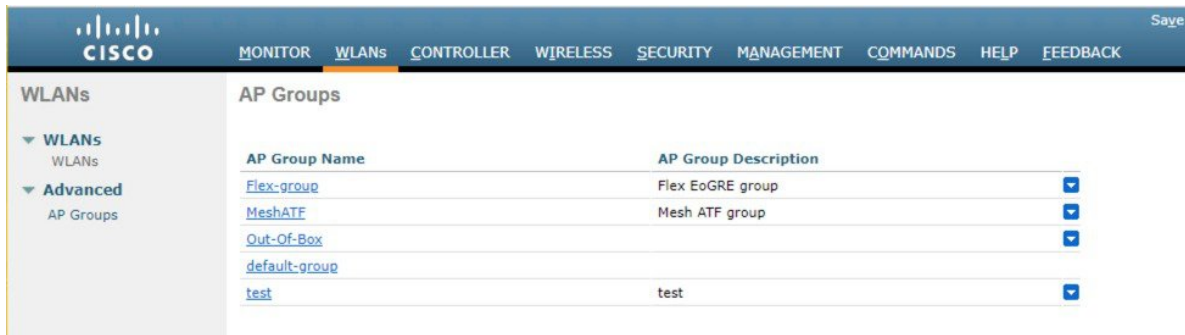 Save
CISCO
MONITOR WLANs CONTROLLER WIRELESS SECURITY MANAGEMENT COMMANDS HELP FEEDBACK
WLANs
WLANs
WLANs
Advanced
AP Groups
AP Groups
AP Group Name AP Group Description
Flex-group Flex EoGRE group
MeshATF Mesh ATF group
Out-Of-Box
default-group
test test